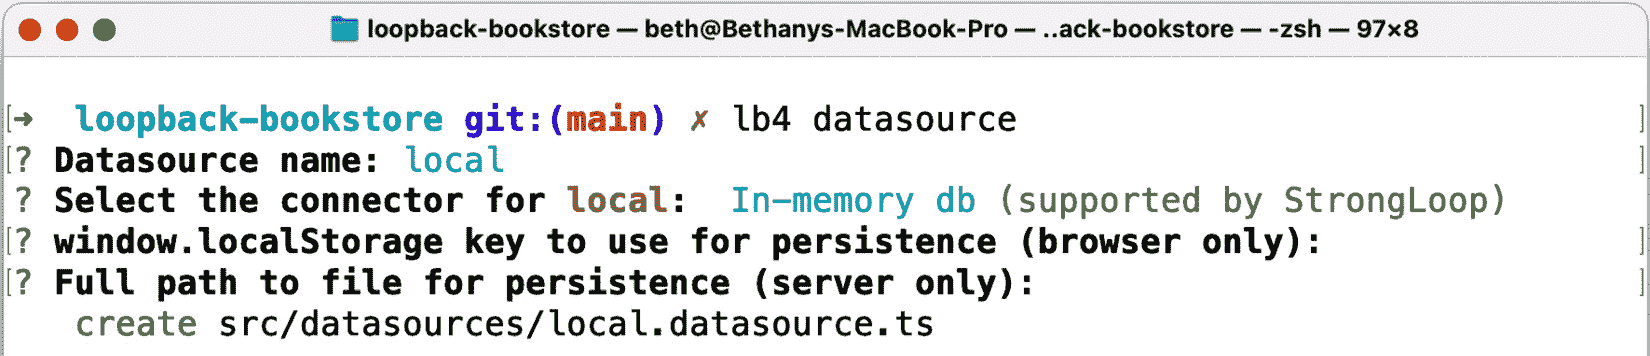 loopback-bookstore — beth@Bethanys-MacBook-Pro — ..ack-bookstore — -zsh — 97×8
[➜  loopback-bookstore git:(main) ✗ lb4 datasource ]
[? Datasource name: local ]
? Select the connector for local:  In-memory db (supported by StrongLoop)
[? window.localStorage key to use for persistence (browser only): ]
[? Full path to file for persistence (server only): ]
create src/datasources/local.datasource.ts